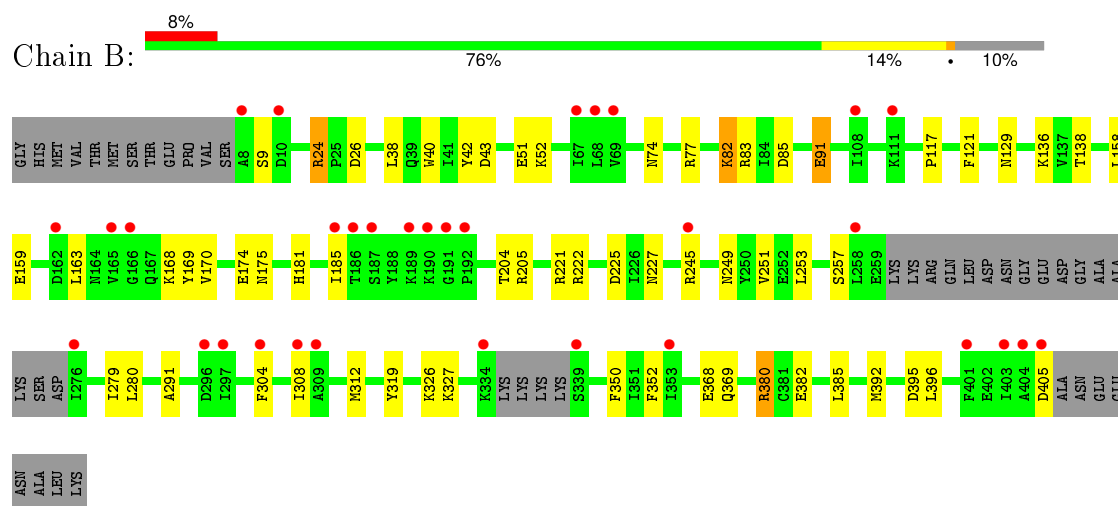 8%
Chain B:
76% 14% • 10%
GLY HIS MET VAL THR MET SER THR GLU PRO VAL SER A8 S9 D10 R24 P25 D26 L38 Q39 W40 I41 Y42 D43 E51 K52 I67 L68 V69 N74 R77 K82 R83 I84 D85 E91 I108 K111 P117 F121 N129 K136 V137 T138 L158
E159 D162 L163 N164 V165 G166 Q167 K168 Y169 V170 E174 N175 H181 I185 T186 S187 Y188 K189 K190 G191 P192 T204 R205 R221 R222 D225 I226 N227 R245 N249 Y250 V251 E252 L253 S257 L258 E259 LYS LYS ARG GLN LEU ASP ASN GLY GLU ASP GLY ALA ALA
LYS SER ASP I276 I279 L280 A291 D296 I297 F304 I308 A309 M312 Y319 K326 K327 K334 LYS LYS LYS LYS S339 F350 I351 F352 I353 E368 Q369 R380 C381 E382 L385 M392 D395 L396 F401 E402 I403 A404 D405 ALA ASN GLU GLU
ASN ALA LEU LYS